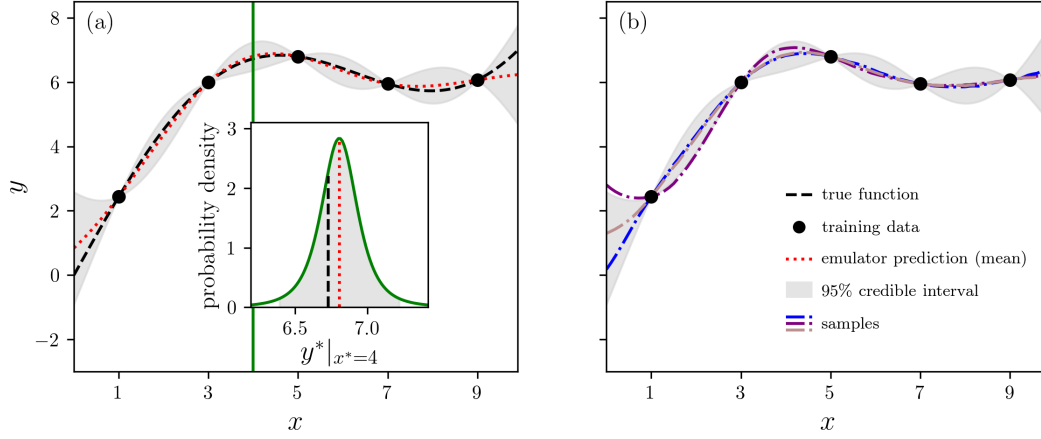 (a)
8
6
4
2
0
−2
y
1
3
5
7
9
x
3
2
1
0
probability density
6.5
7.0
y*|x*=4
(b)
true function
training data
emulator prediction (mean)
95% credible interval
samples
1
3
5
7
9
x